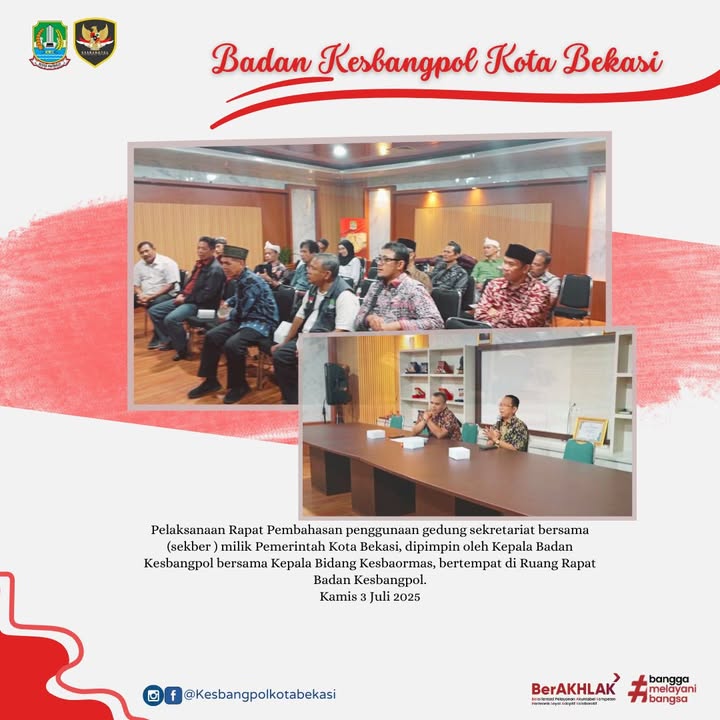 Badan Kesbangpol Kota Bekasi
Pelaksanaan Rapat Pembahasan penggunaan gedung sekretariat bersama
(sekber ) milik Pemerintah Kota Bekasi, dipimpin oleh Kepala Badan
Kesbangpol bersama Kepala Bidang Kesbaormas, bertempat di Ruang Rapat
Badan Kesbangpol.
Kamis 3 Juli 2025
@Kesbangpolkotabekasi
BerAKHLAK
#bangga
melayani
bangsa